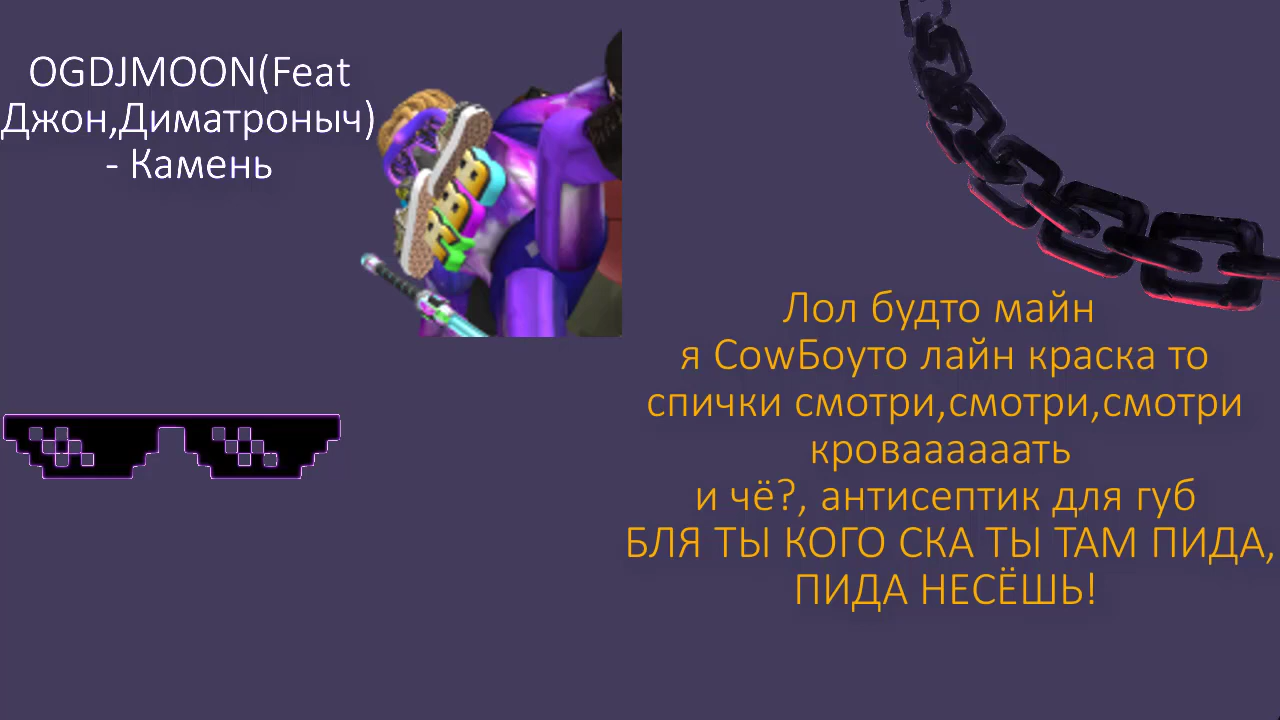 OGDJMOON(Feat
Джон,Диматроныч)
- Камень
Лол будто майн
я CowБоуто лайн краска то
спички смотри,смотри,смотри
кровааааааать
и чё?, антисептик для губ
БЛЯ ТЫ КОГО СКА ТЫ ТАМ ПИДА,
ПИДА НЕСЁШЬ!